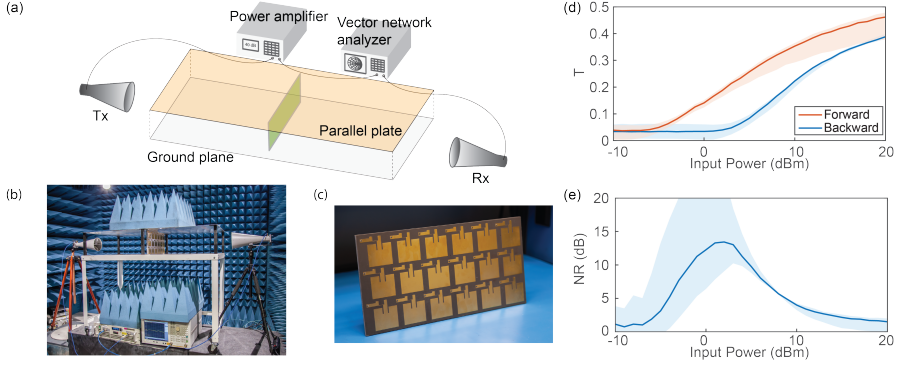 (a)
Power amplifier
Vector network
analyzer
Tx
Parallel plate
Ground plane
Rx
(b)
(c)
(d)
T
0.5
0.4
0.3
0.2
0.1
0
Forward
Backward
-10
0
10
20
Input Power (dBm)
(e)
NR (dB)
20
15
10
5
0
-10
0
10
20
Input Power (dBm)